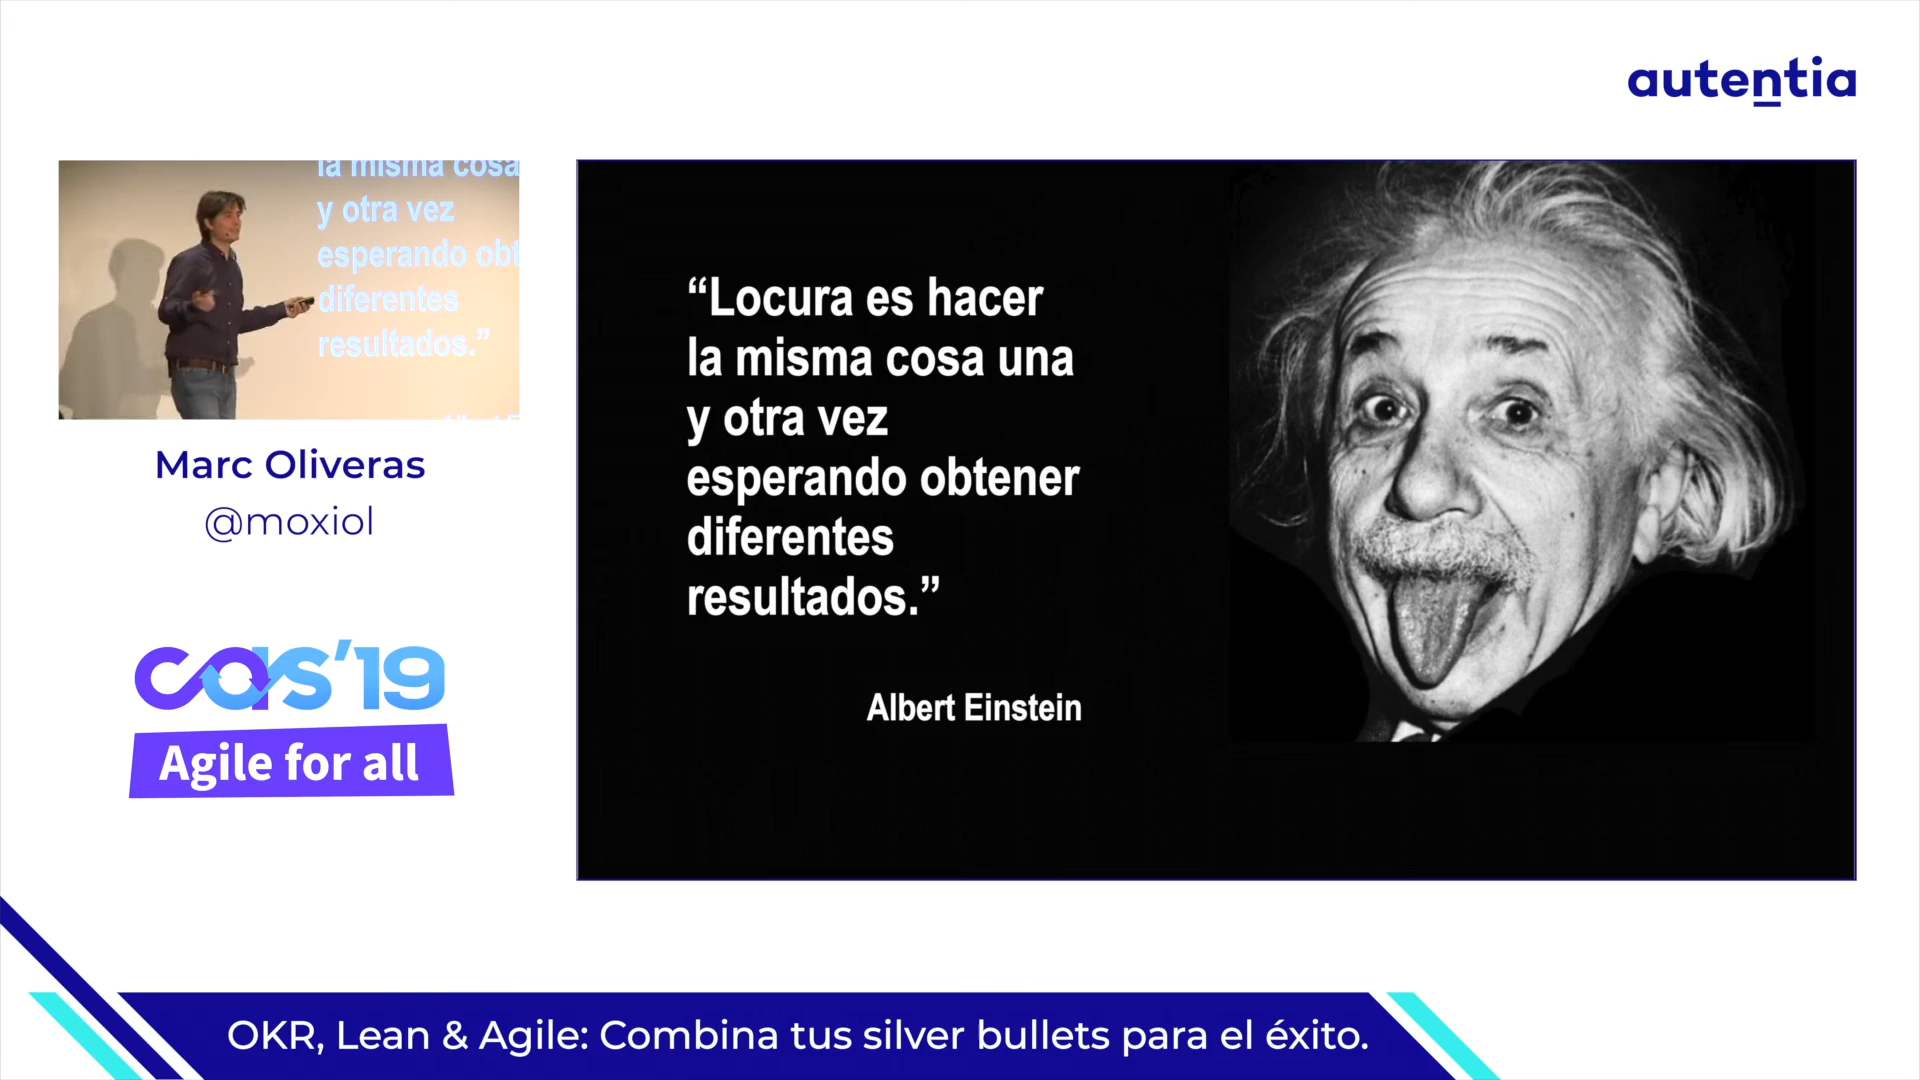 autentia
la misma cosa
y otra vez
esperando obt
diferentes
resultados.”
Marc Oliveras
@moxiol
cas’19
Agile for all
“Locura es hacer
la misma cosa una
y otra vez
esperando obtener
diferentes
resultados.”
Albert Einstein
OKR, Lean & Agile: Combina tus silver bullets para el éxito.